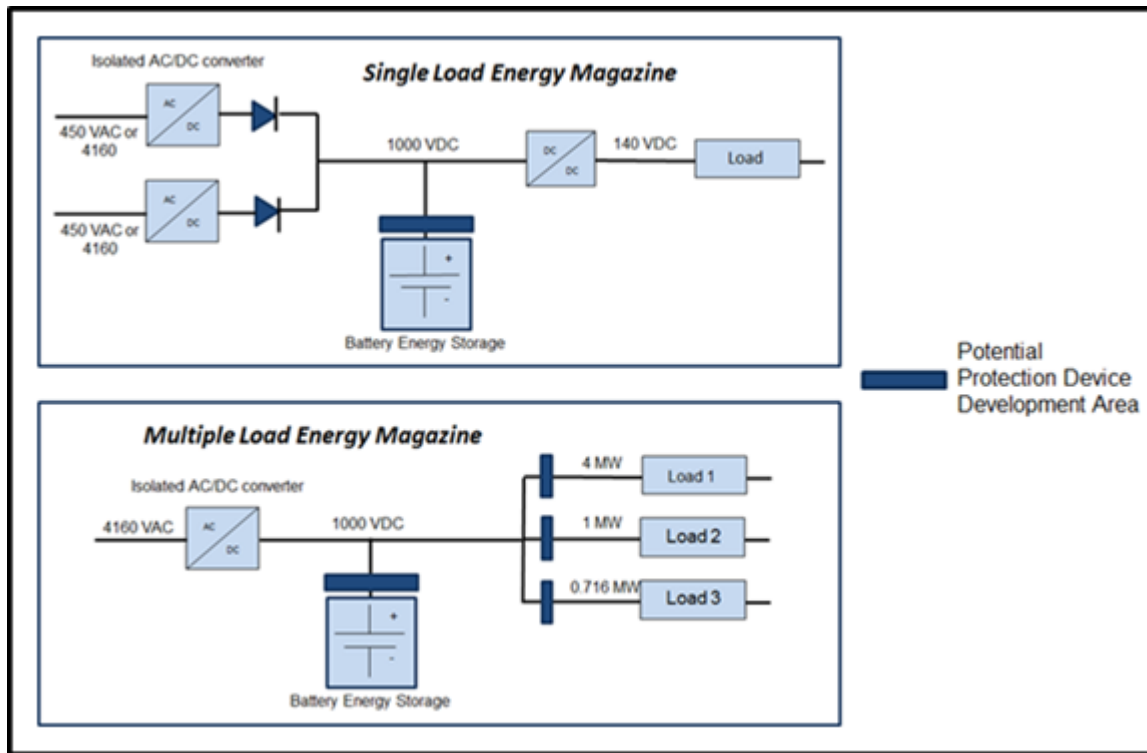 Isolated AC/DC converter
Single Load Energy Magazine
AC
DC
450 VAC or
4160
1000 VDC
DC
DC
140 VDC
Load
AC
DC
450 VAC or
4160
+
-
Battery Energy Storage
Potential
Protection Device
Development Area
Multiple Load Energy Magazine
Isolated AC/DC converter
4160 VAC
AC
DC
1000 VDC
4 MW
Load 1
1 MW
Load 2
0.716 MW
Load 3
+
-
Battery Energy Storage